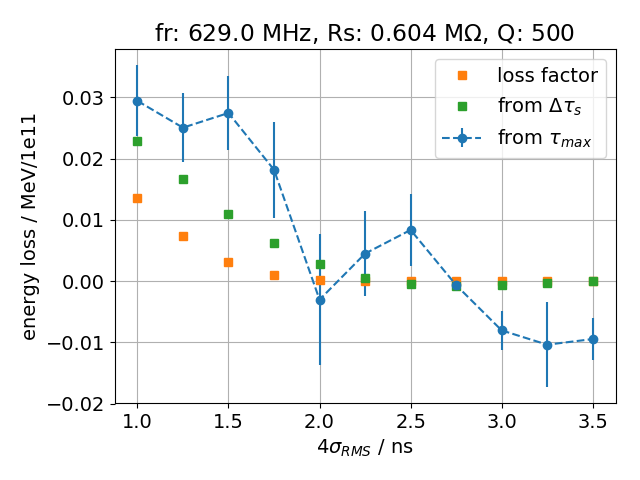 fr: 629.0 MHz, Rs: 0.604 MΩ, Q: 500
loss factor
from Δτ_s
from τ_max
0.03
0.02
0.01
0.00
−0.01
−0.02
energy loss / MeV/1e11
1.0 1.5 2.0 2.5 3.0 3.5
4σ_RMS / ns